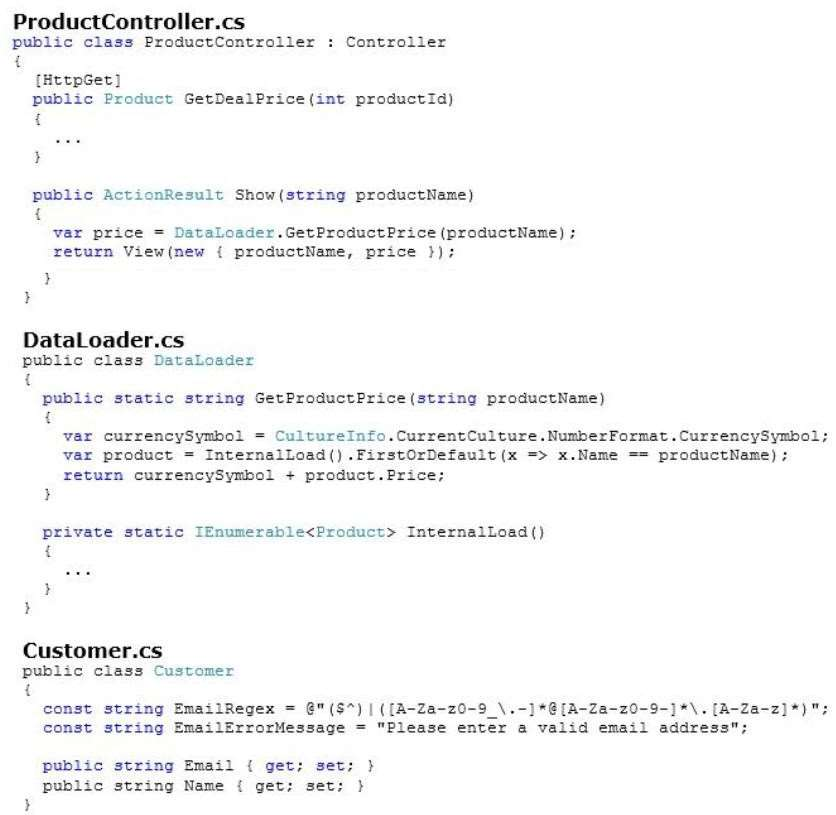 ProductController.cs
public class ProductController : Controller
{
[HttpGet]
public Product GetDealPrice(int productId)
{
...
}
public ActionResult Show(string productName)
{
var price = DataLoader.GetProductPrice(productName);
return View(new { productName, price });
}
}
DataLoader.cs
public class DataLoader
{
public static string GetProductPrice(string productName)
{
var currencySymbol = CultureInfo.CurrentCulture.NumberFormat.CurrencySymbol;
var product = InternalLoad().FirstOrDefault(x => x.Name == productName);
return currencySymbol + product.Price;
}
private static IEnumerable<Product> InternalLoad()
{
...
}
}
Customer.cs
public class Customer
{
const string EmailRegex = @"($^)|([A-Za-z0-9_\.-]*@[A-Za-z0-9-]*\.[A-Za-z]*)";
const string EmailErrorMessage = "Please enter a valid email address";
public string Email { get; set; }
public string Name { get; set; }
}